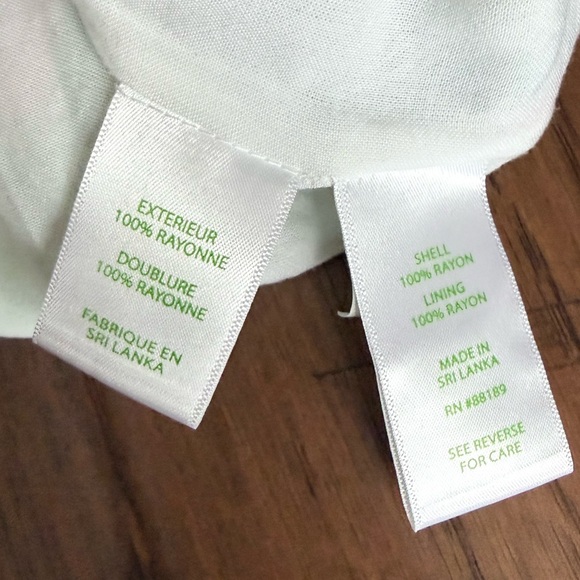 EXTERIEUR
100% RAYONNE
DOUBLURE
100% RAYONNE
FABRIQUE EN
SRI LANKA
SHELL
100% RAYON
LINING
100% RAYON
MADE IN
SRI LANKA
RN #88189
SEE REVERSE
FOR CARE